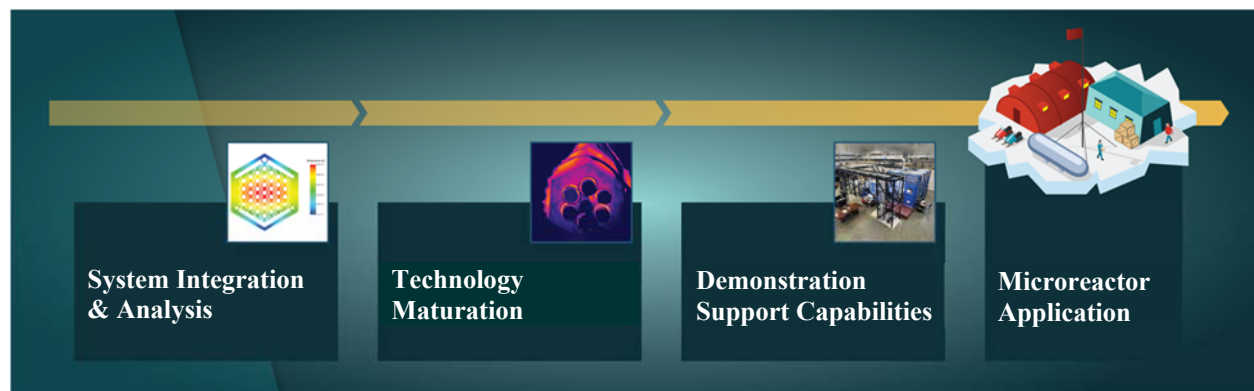 System Integration
& Analysis
Technology
Maturation
Demonstration
Support Capabilities
Microreactor
Application